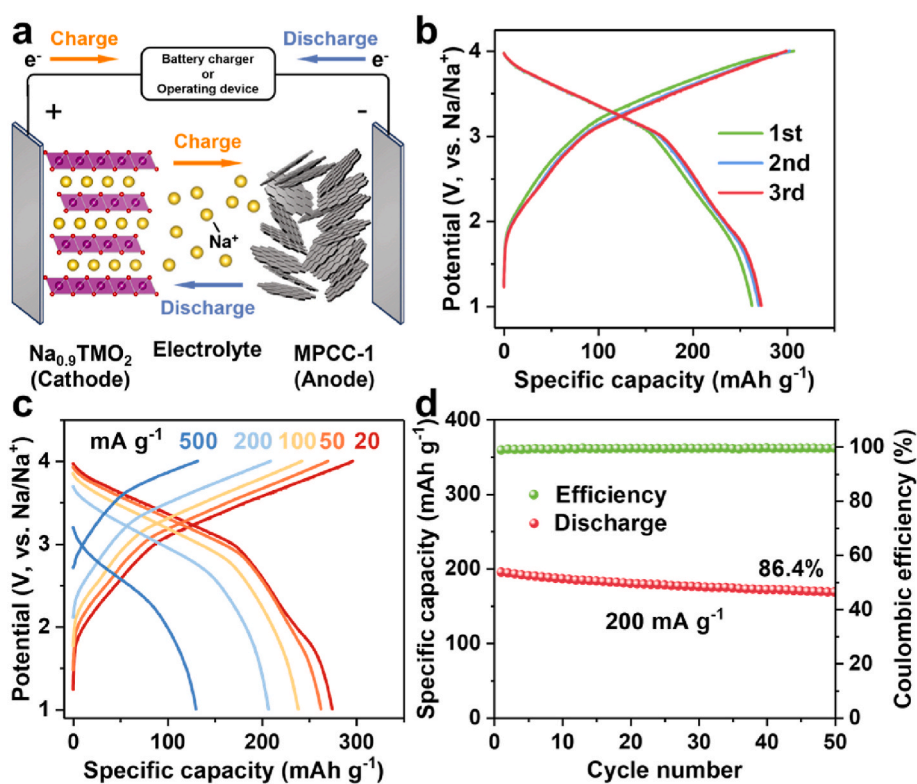 a
Charge
Discharge
e⁻
Battery charger
or
Operating device
e⁻
+
-
Charge
Na⁺
Discharge
Na₀.₉TMO₂
(Cathode)
Electrolyte
MPCC-1
(Anode)
b
Potential (V, vs. Na/Na⁺)
4
3
2
1
1st
2nd
3rd
0
100
200
300
Specific capacity (mAh g⁻¹)
c
Potential (V, vs. Na/Na⁺)
mA g⁻¹ 500 200 100 50 20
4
3
2
1
0
100
200
300
Specific capacity (mAh g⁻¹)
d
Specific capacity (mAh g⁻¹)
400
300
200
100
0
Efficiency
Discharge
86.4%
200 mA g⁻¹
100
80
60
40
20
0
Coulombic efficiency (%)
0
10
20
30
40
50
Cycle number